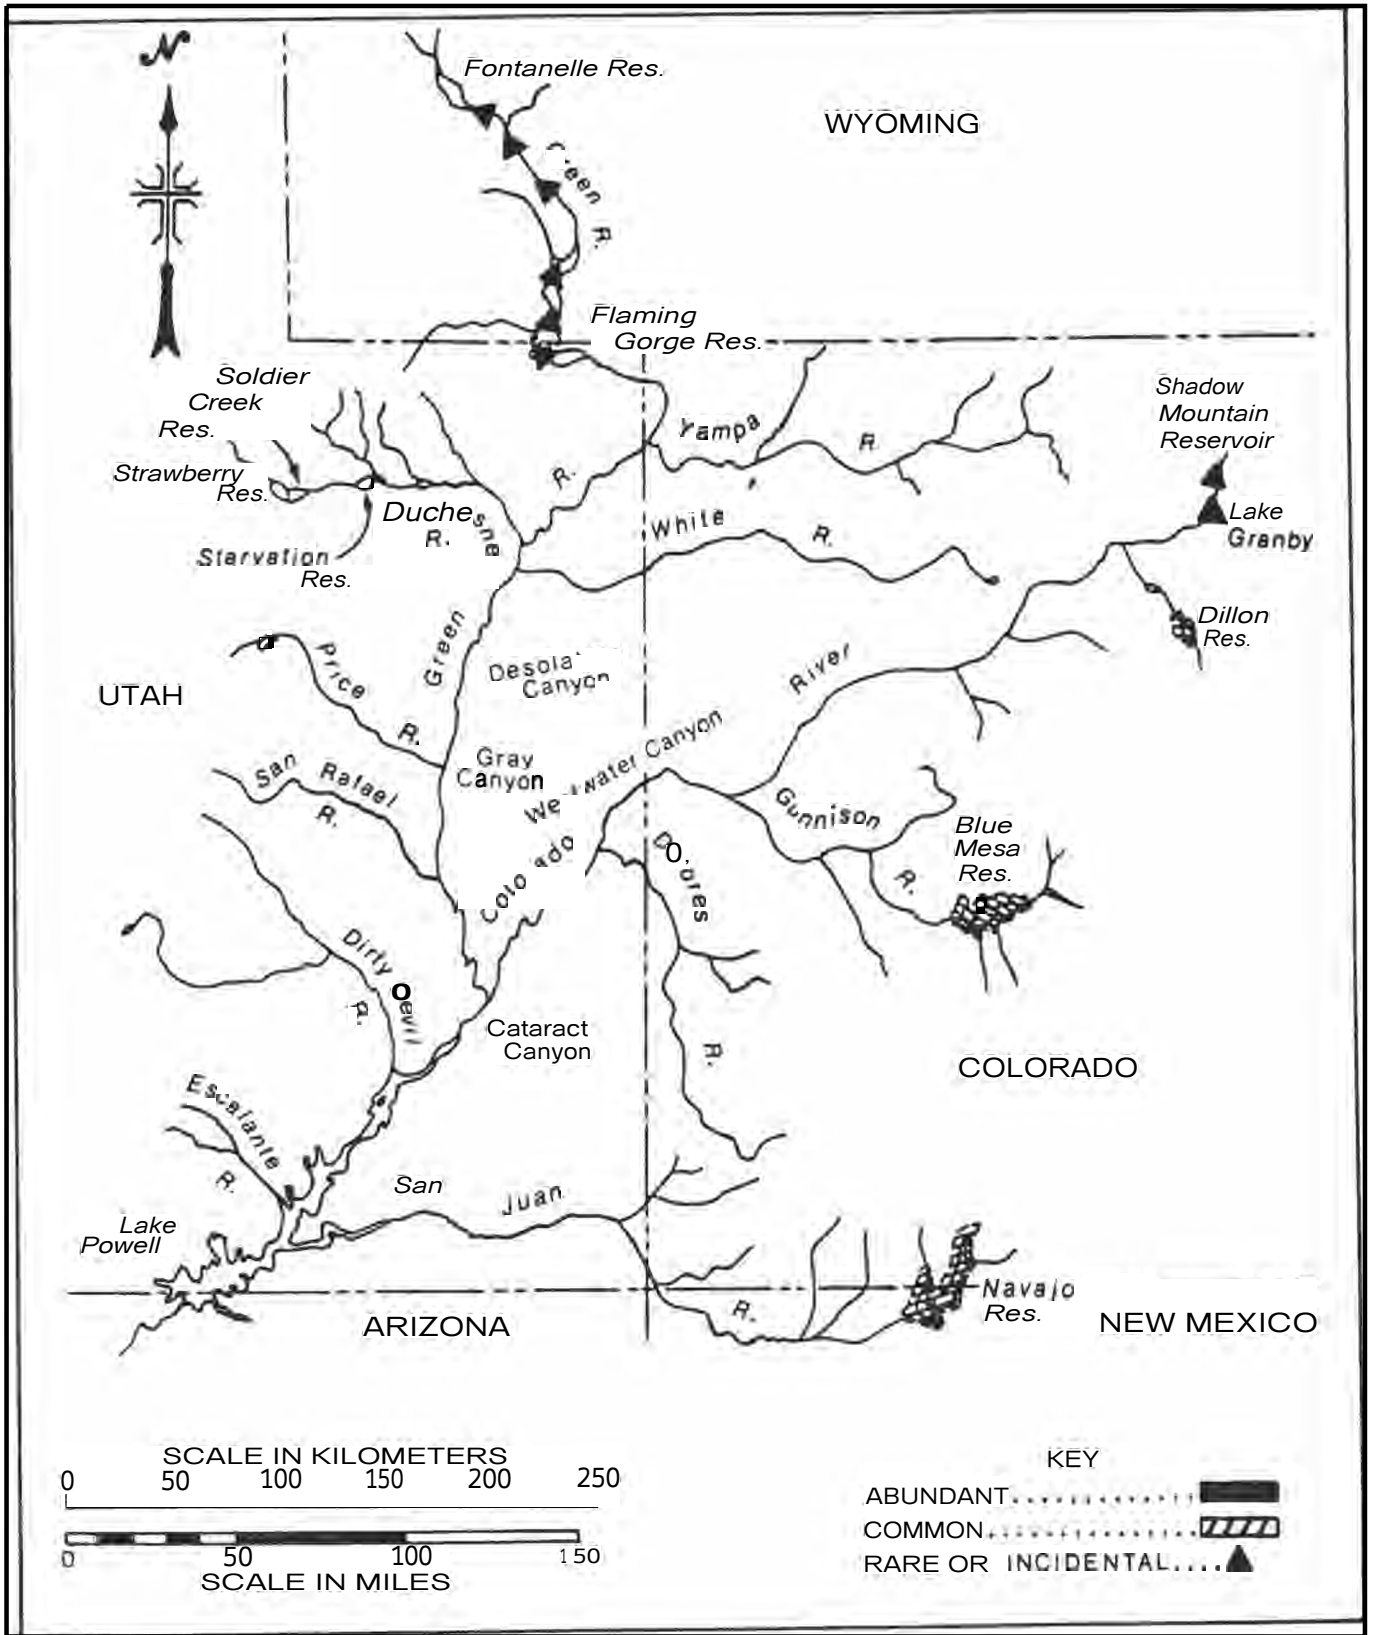 N
Fontanelle Res.
WYOMING
Green
R.
Flaming
Gorge Res.
Soldier
Creek
Res.
Shadow
Mountain
Reservoir
Yampa
R.
Strawberry
Res.
R.
Duchesne
R.
White
R.
Lake
Granby
Starvation
Res.
Dillon
Res.
Green
Price
R.
Desola
Canyon
River
UTAH
San Rafael
R.
Gray
Canyon
Canyon
Gunnison
R.
Blue
Mesa
Res.
Dirty
R.
Cataract
Canyon
R.
COLORADO
Escalante
R.
San Juan
Lake
Powell
R.
Navajo
Res.
ARIZONA
NEW MEXICO
SCALE IN KILOMETERS
0 50 100 150 200 250
0 50 100 150
SCALE IN MILES
KEY
ABUNDANT
COMMON
RARE OR INCIDENTAL